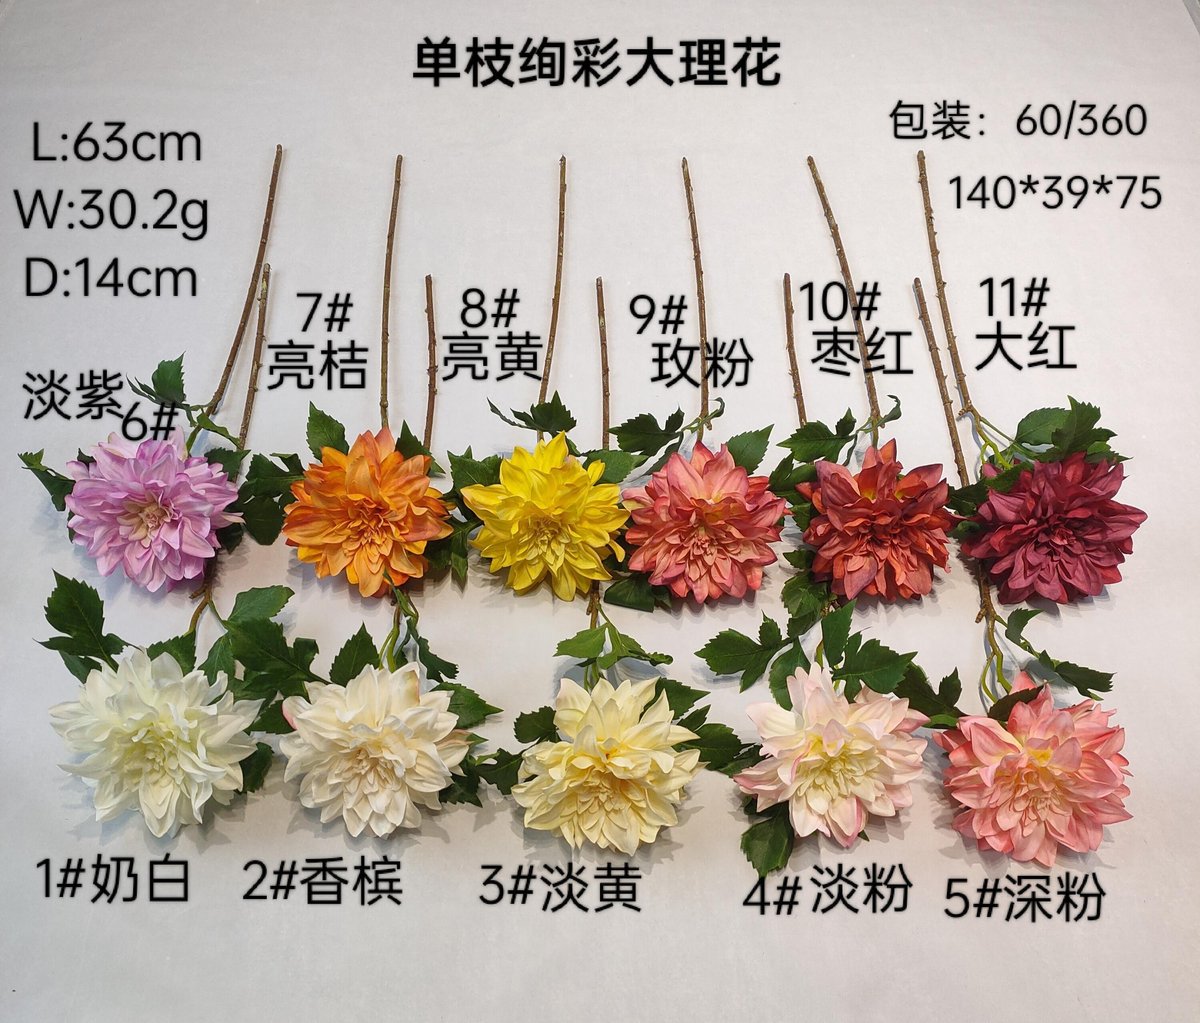 单枝绚彩大理花
L:63cm
W:30.2g
D:14cm
包装：60/360
140*39*75
淡紫6#
7#
亮桔
8#
亮黄
9#
玫粉
10#
枣红
11#
大红
1#奶白
2#香槟
3#淡黄
4#淡粉
5#深粉